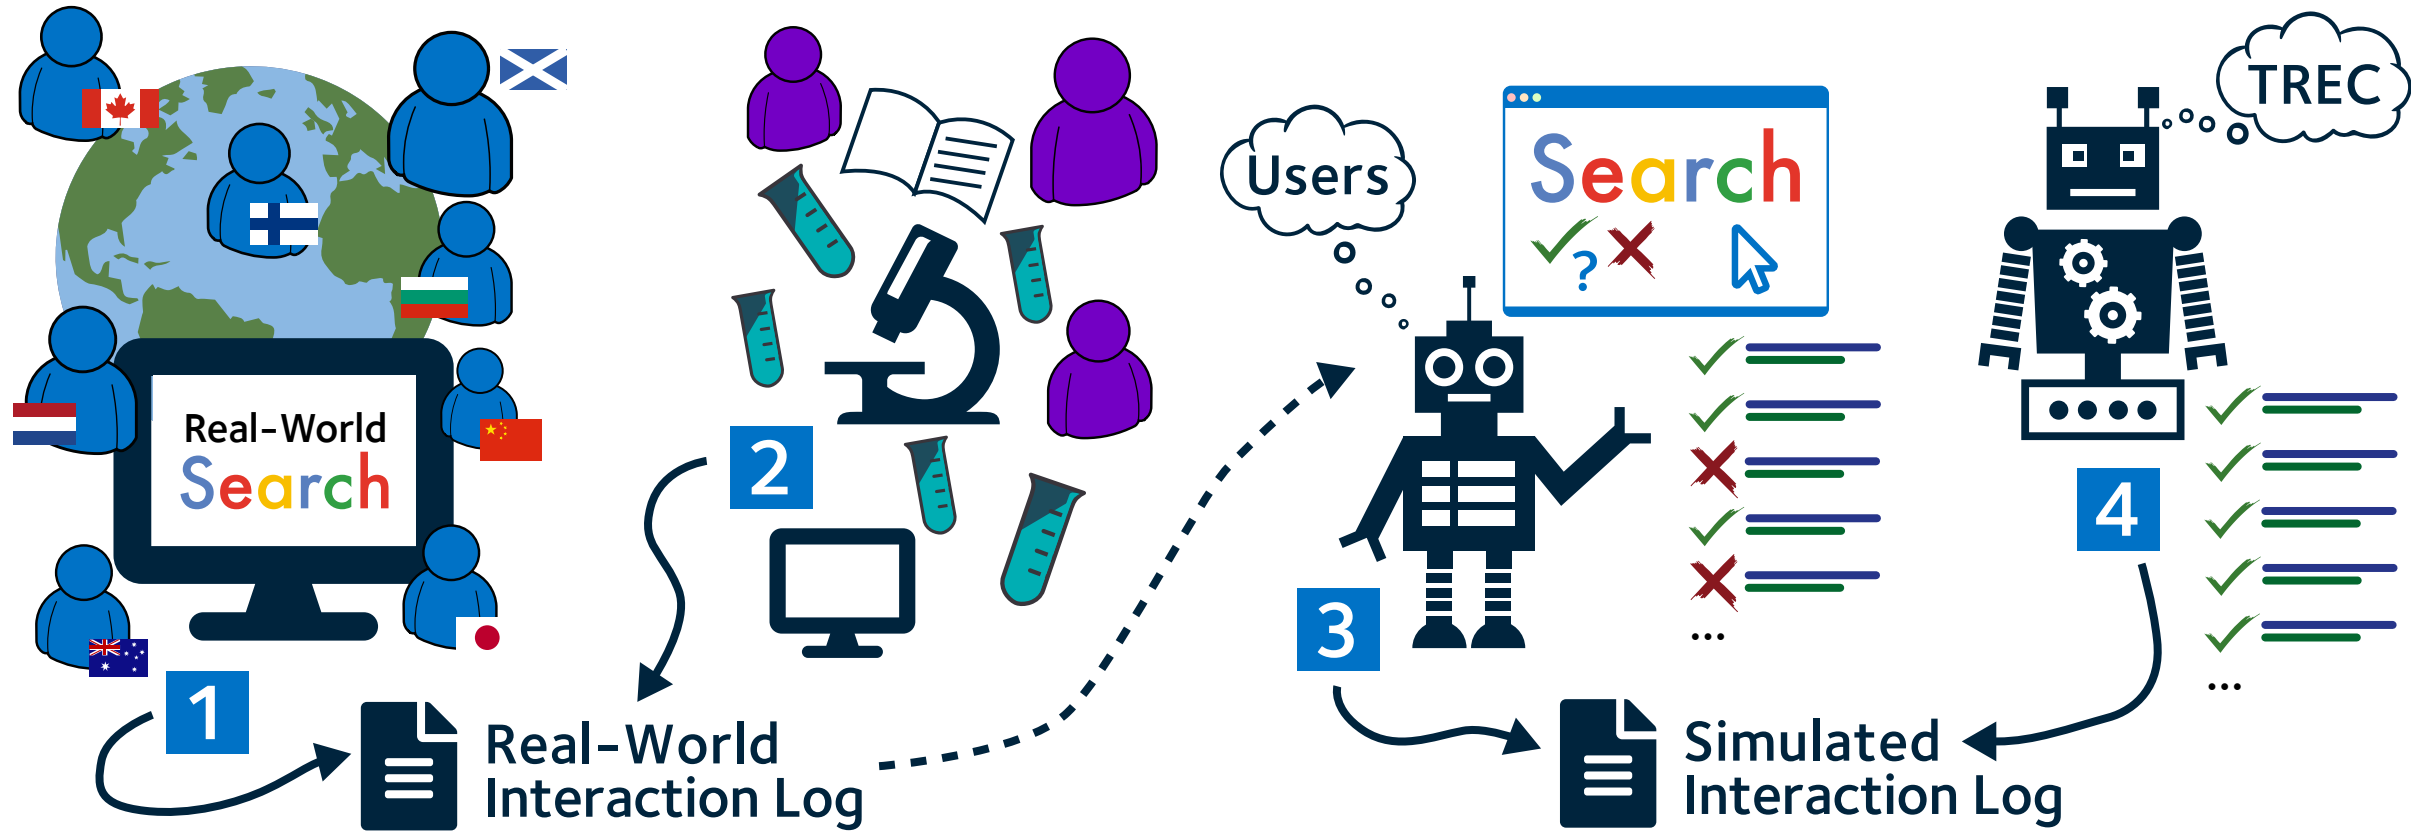 Real-World
Search
1
Real-World
Interaction Log
2
Users
Search
?
3
...
Simulated
Interaction Log
TREC
4
...